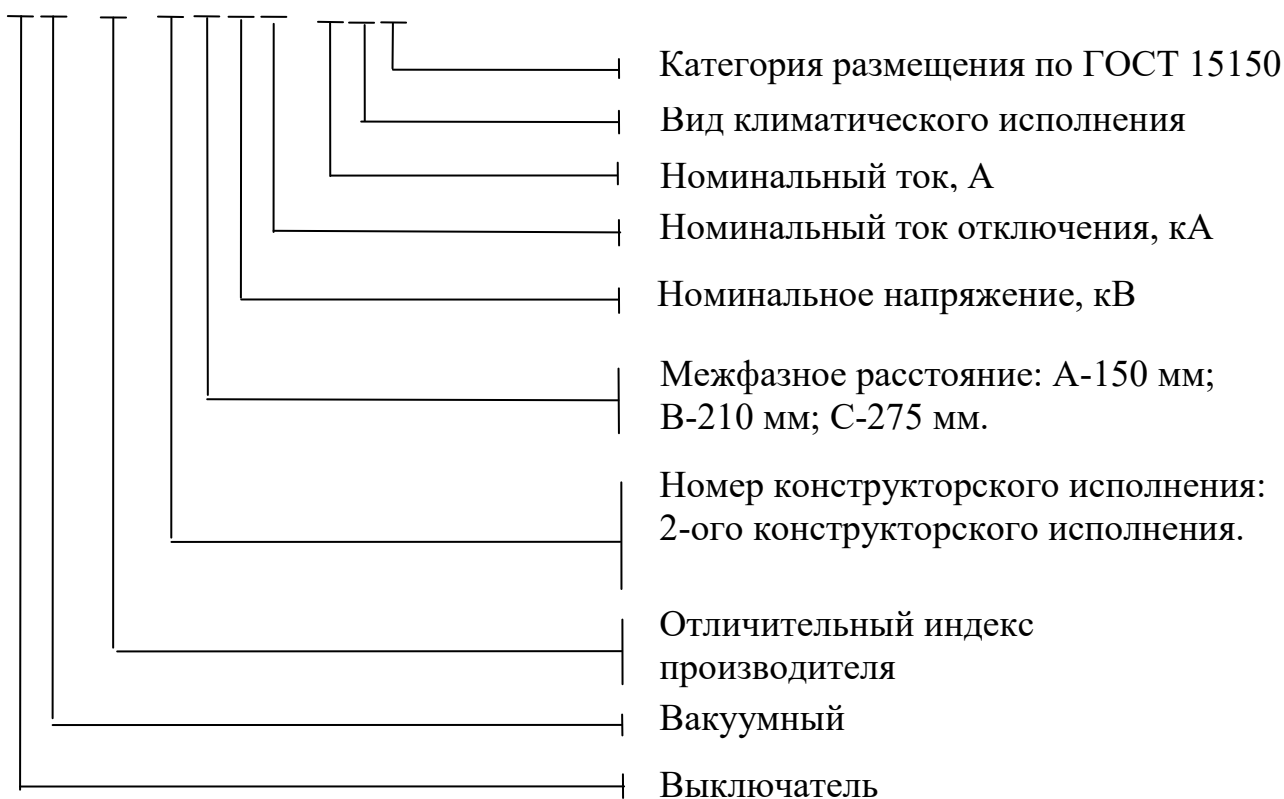 Категория размещения по ГОСТ 15150
Вид климатического исполнения
Номинальный ток, А
Номинальный ток отключения, кА
Номинальное напряжение, кВ
Межфазное расстояние: А-150 мм;
В-210 мм; С-275 мм.
Номер конструкторского исполнения:
2-ого конструкторского исполнения.
Отличительный индекс
производителя
Вакуумный
Выключатель